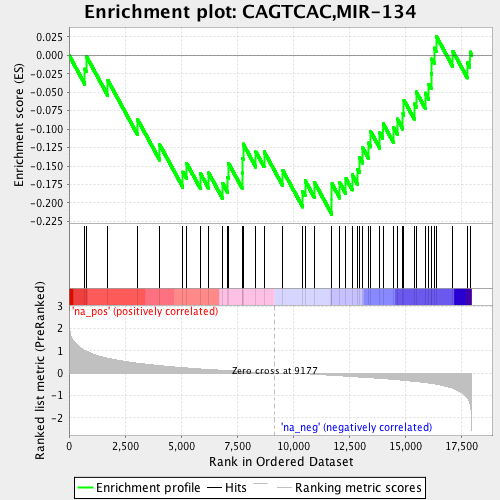 Enrichment plot: CAGTCAC,MIR-134
Enrichment score (ES)
0.025
0.000
-0.025
-0.050
-0.075
-0.100
-0.125
-0.150
-0.175
-0.200
-0.225
'na_pos' (positively correlated)
Ranked list metric (PreRanked)
3
2
1
0
-1
-2
Zero cross at 9177
'na_neg' (negatively correlated)
0 2,500 5,000 7,500 10,000 12,500 15,000 17,500
Rank in Ordered Dataset
Enrichment profile Hits Ranking metric scores